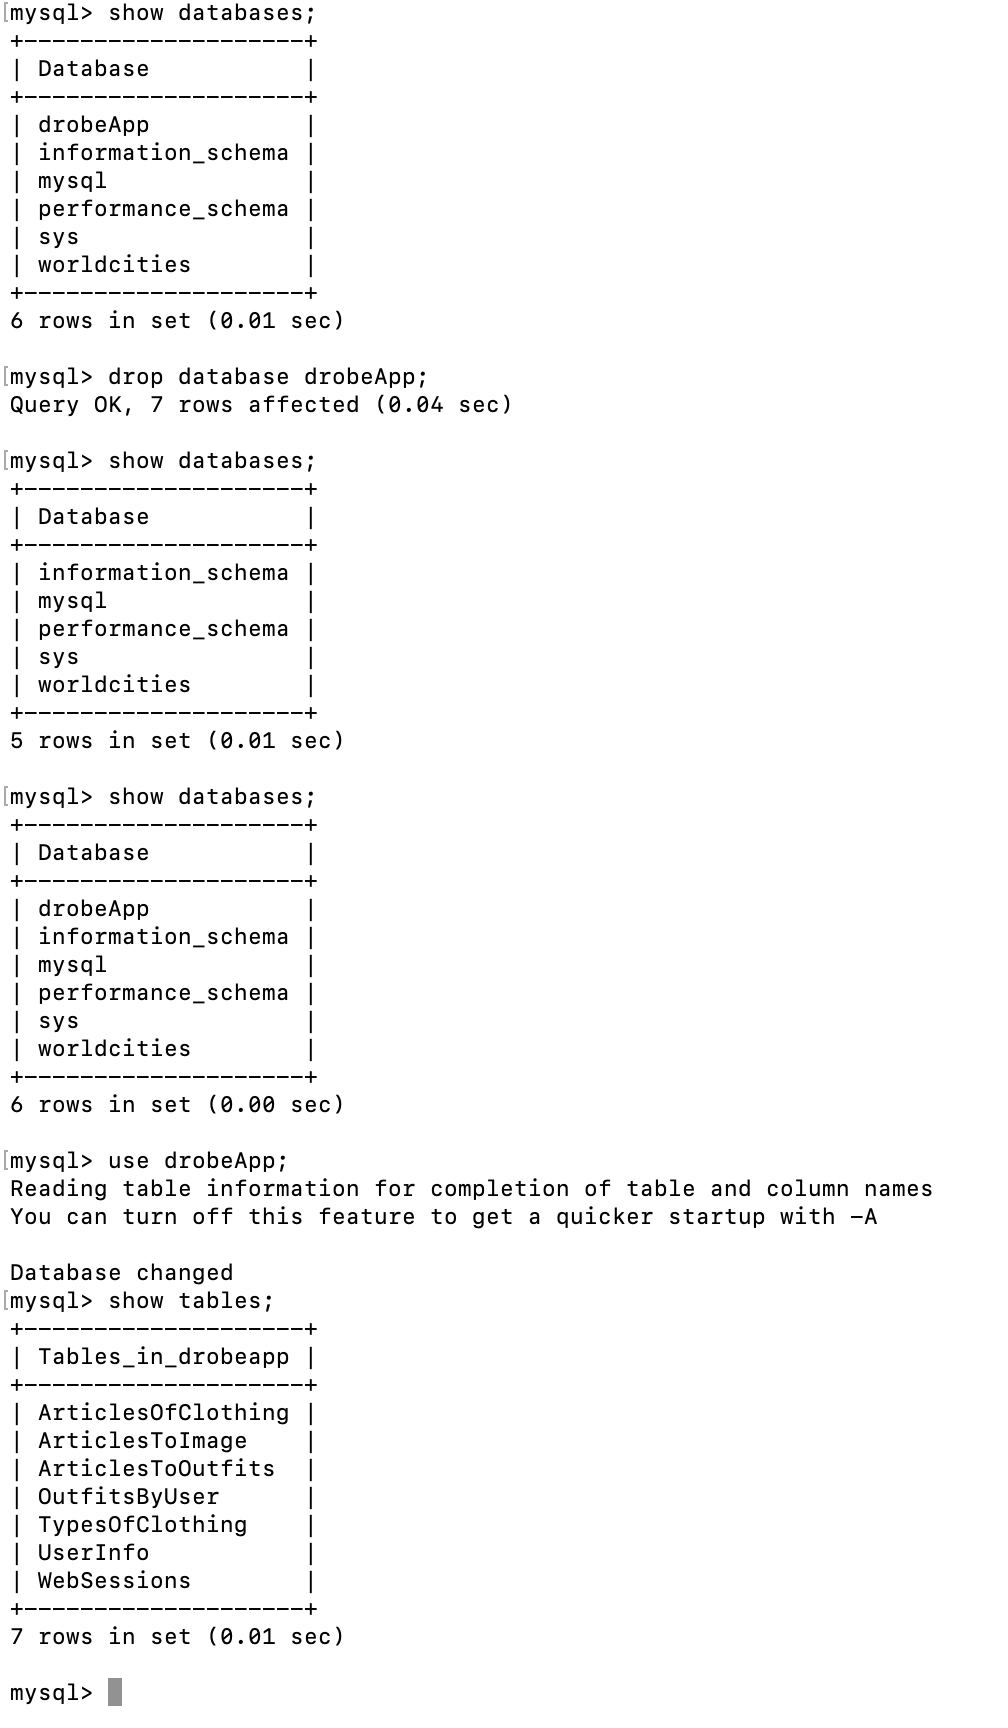 [mysql> show databases;
+--------------------+
| Database           |
+--------------------+
| drobeApp           |
| information_schema |
| mysql              |
| performance_schema |
| sys                |
| worldcities        |
+--------------------+
6 rows in set (0.01 sec)
[mysql> drop database drobeApp;
Query OK, 7 rows affected (0.04 sec)
[mysql> show databases;
+--------------------+
| Database           |
+--------------------+
| information_schema |
| mysql              |
| performance_schema |
| sys                |
| worldcities        |
+--------------------+
5 rows in set (0.01 sec)
[mysql> show databases;
+--------------------+
| Database           |
+--------------------+
| drobeApp           |
| information_schema |
| mysql              |
| performance_schema |
| sys                |
| worldcities        |
+--------------------+
6 rows in set (0.00 sec)
[mysql> use drobeApp;
Reading table information for completion of table and column names
You can turn off this feature to get a quicker startup with -A
Database changed
[mysql> show tables;
+--------------------+
| Tables_in_drobeapp |
+--------------------+
| ArticlesOfClothing |
| ArticlesToImage    |
| ArticlesToOutfits  |
| OutfitsByUser      |
| TypesOfClothing    |
| UserInfo           |
| WebSessions        |
+--------------------+
7 rows in set (0.01 sec)
mysql>